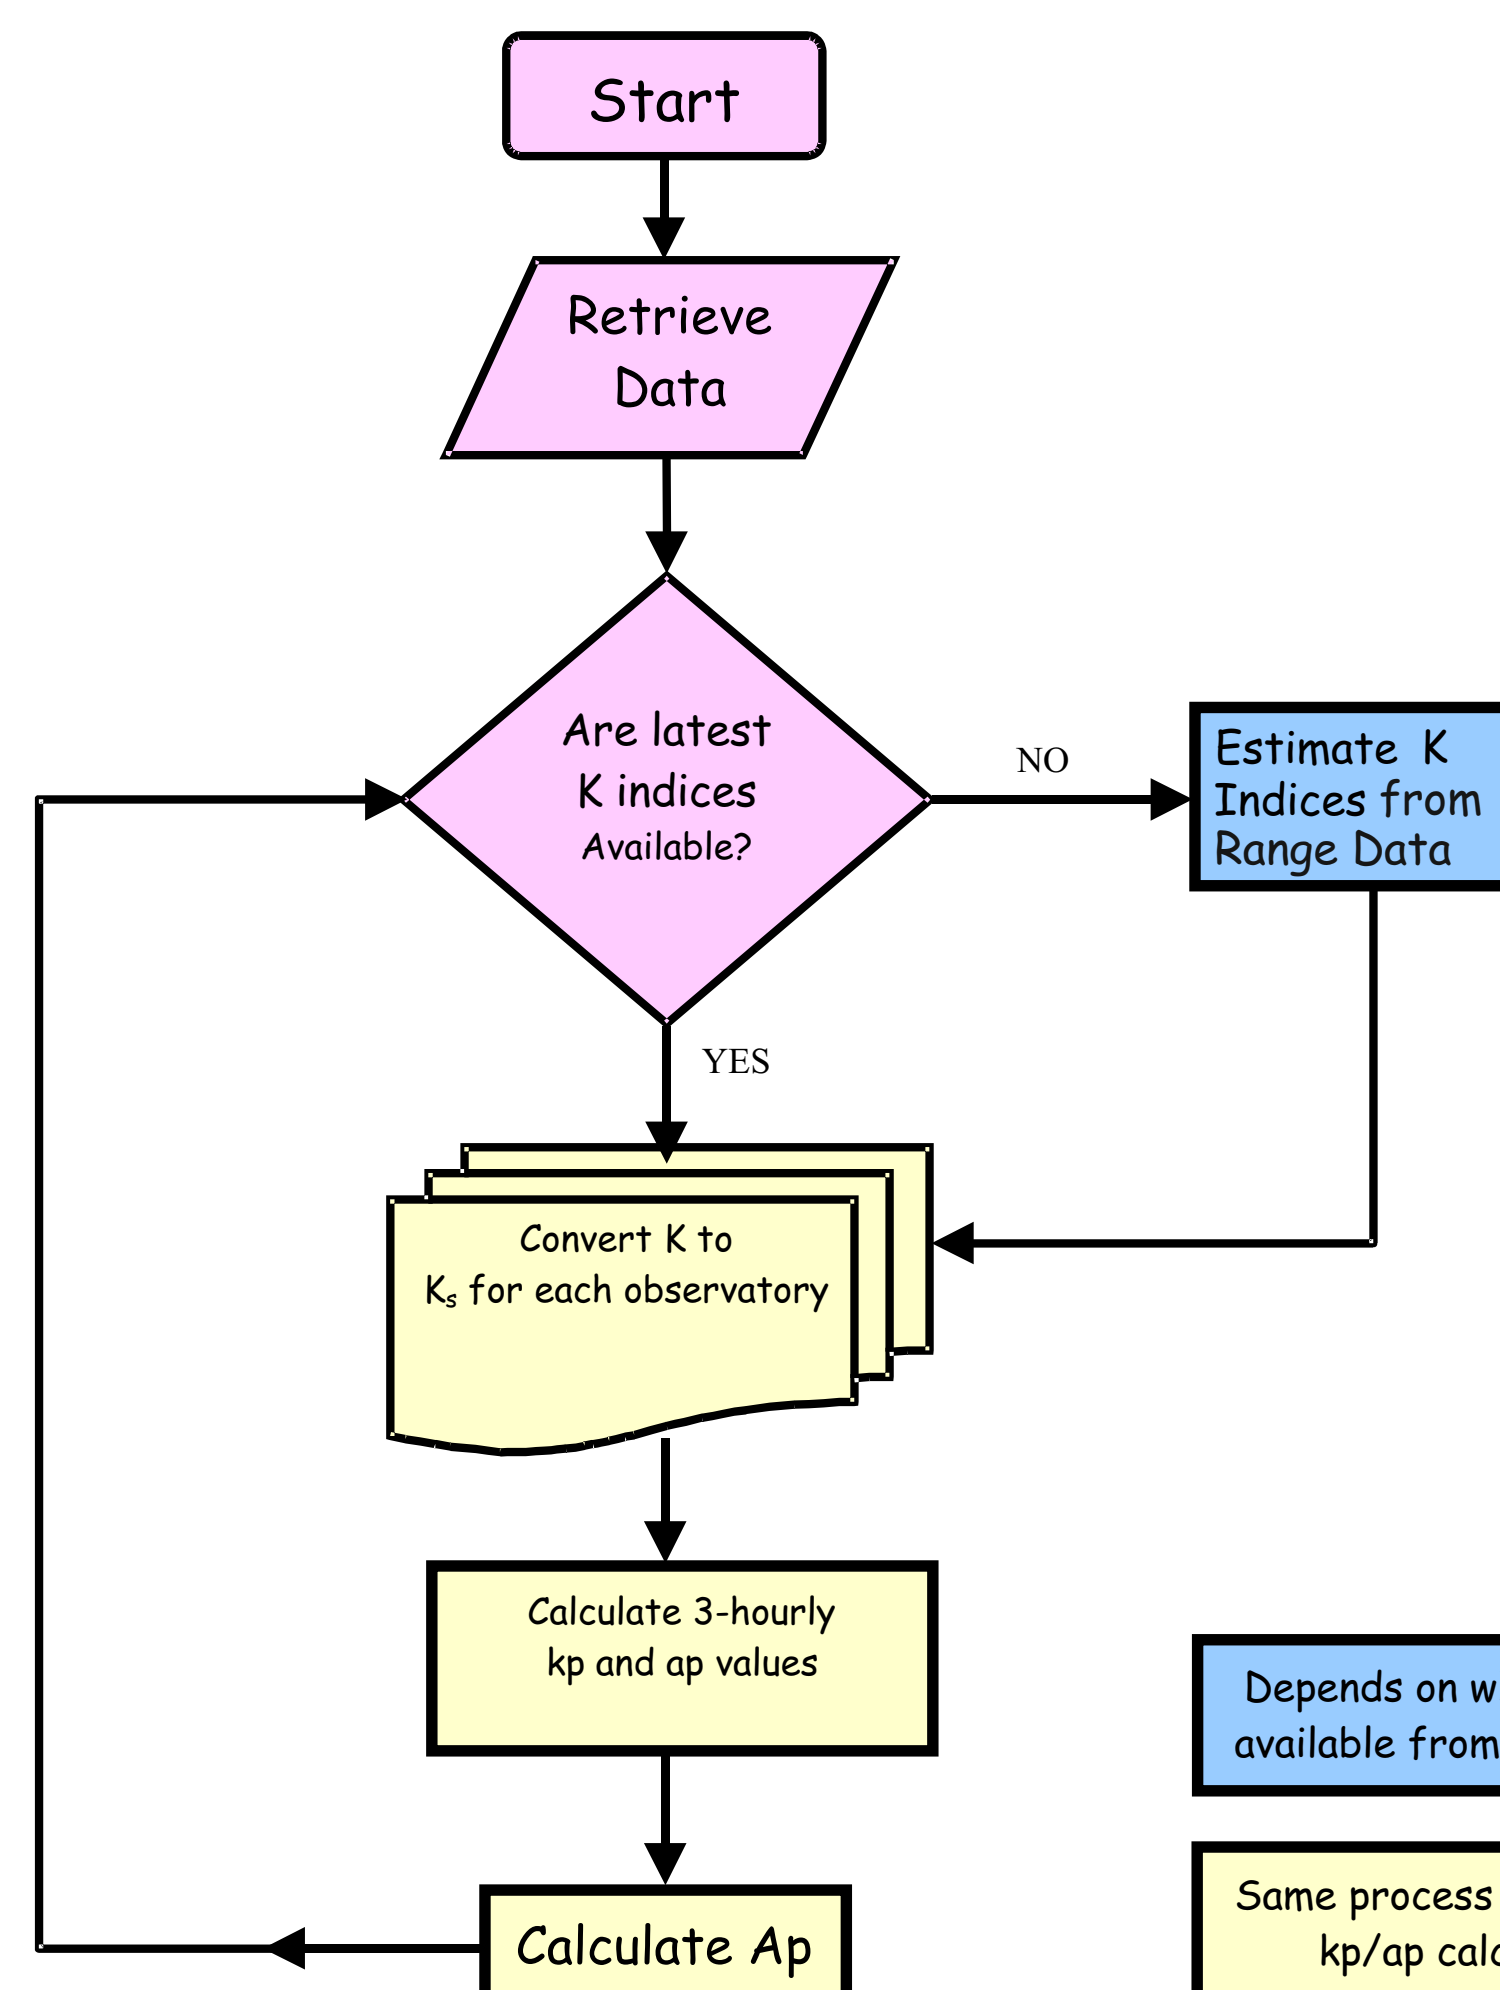 Start
Retrieve
Data
Are latest
K indices
Available?
NO
Estimate K
Indices from
Range Data
YES
Convert K to
Ks for each observatory
Calculate 3-hourly
kp and ap values
Depends on
available from
Calculate Ap
Same process
kp/ap